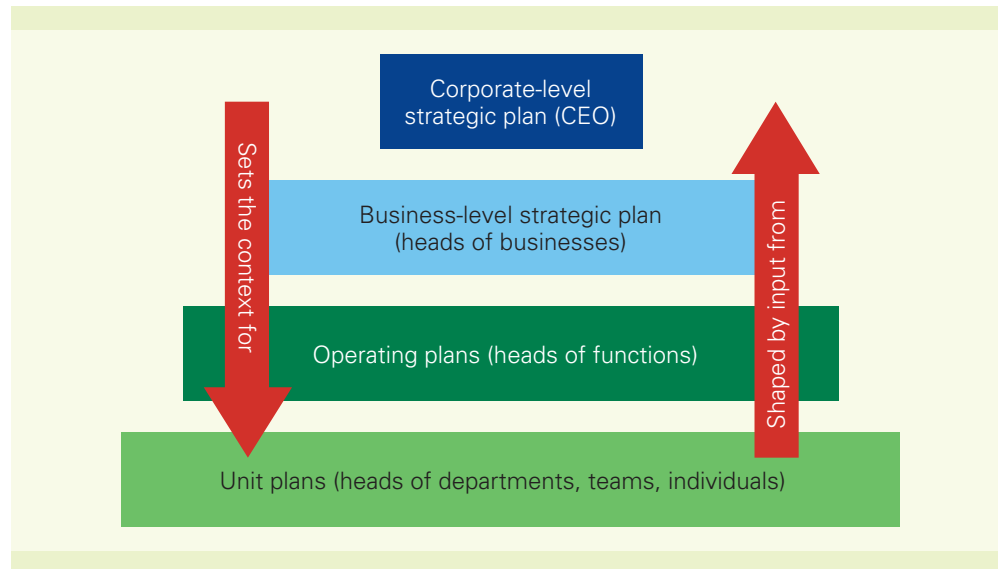 Corporate-level
strategic plan (CEO)
Sets the context for
Business-level strategic plan
(heads of businesses)
Shaped by input from
Operating plans (heads of functions)
Unit plans (heads of departments, teams, individuals)